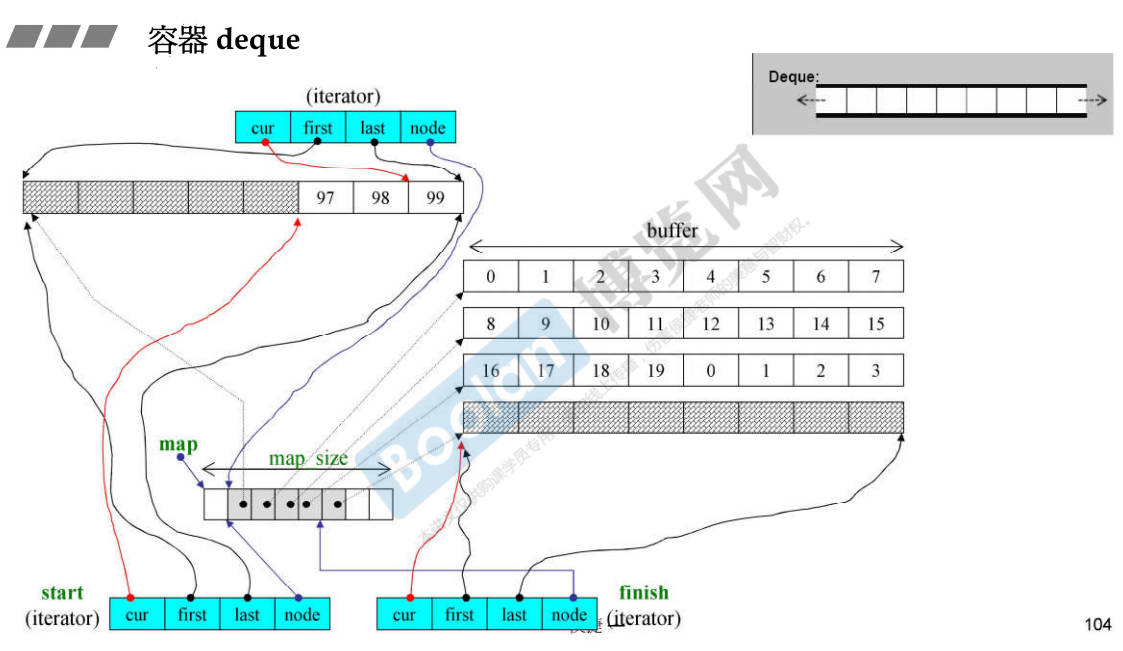 容器 deque
Deque:
(iterator)
cur first last node
97 98 99
buffer
0 1 2 3 4 5 6 7
8 9 10 11 12 13 14 15
16 17 18 19 0 1 2 3
map
map size
start
(iterator)
cur first last node
cur first last node
finish
(iterator)
104
博览网
Boolan